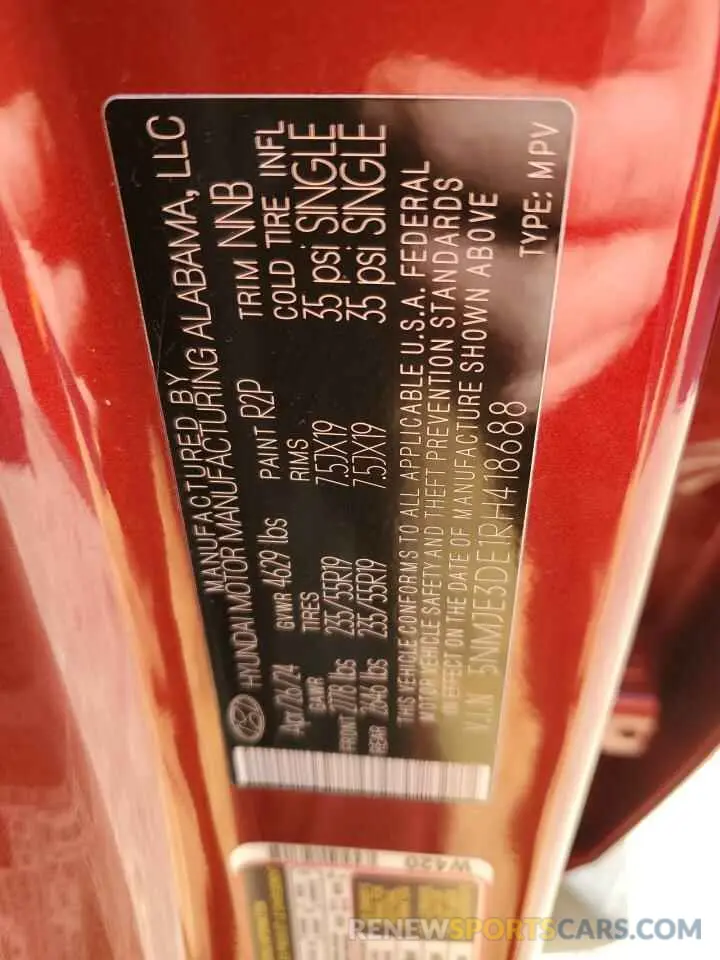 MANUFACTURED BY
HYUNDAI MOTOR MANUFACTURING ALABAMA, LLC
Apr/26/24 GVWR 4629 lbs PAINT R2P TRIM NNB
GAWR TIRES RIMS COLD TIRE INFL
FRONT 2778 lbs 235/55R19 7.5JX19 35 psi SINGLE
REAR 2646 lbs 235/55R19 7.5JX19 35 psi SINGLE
THIS VEHICLE CONFORMS TO ALL APPLICABLE U.S.A. FEDERAL
MOTOR VEHICLE SAFETY AND THEFT PREVENTION STANDARDS
IN EFFECT ON THE DATE OF MANUFACTURE SHOWN ABOVE
V.I.N 5NMJE3DE1RH418688 TYPE: MPV
W420
RENEWSPORTSCARS.COM